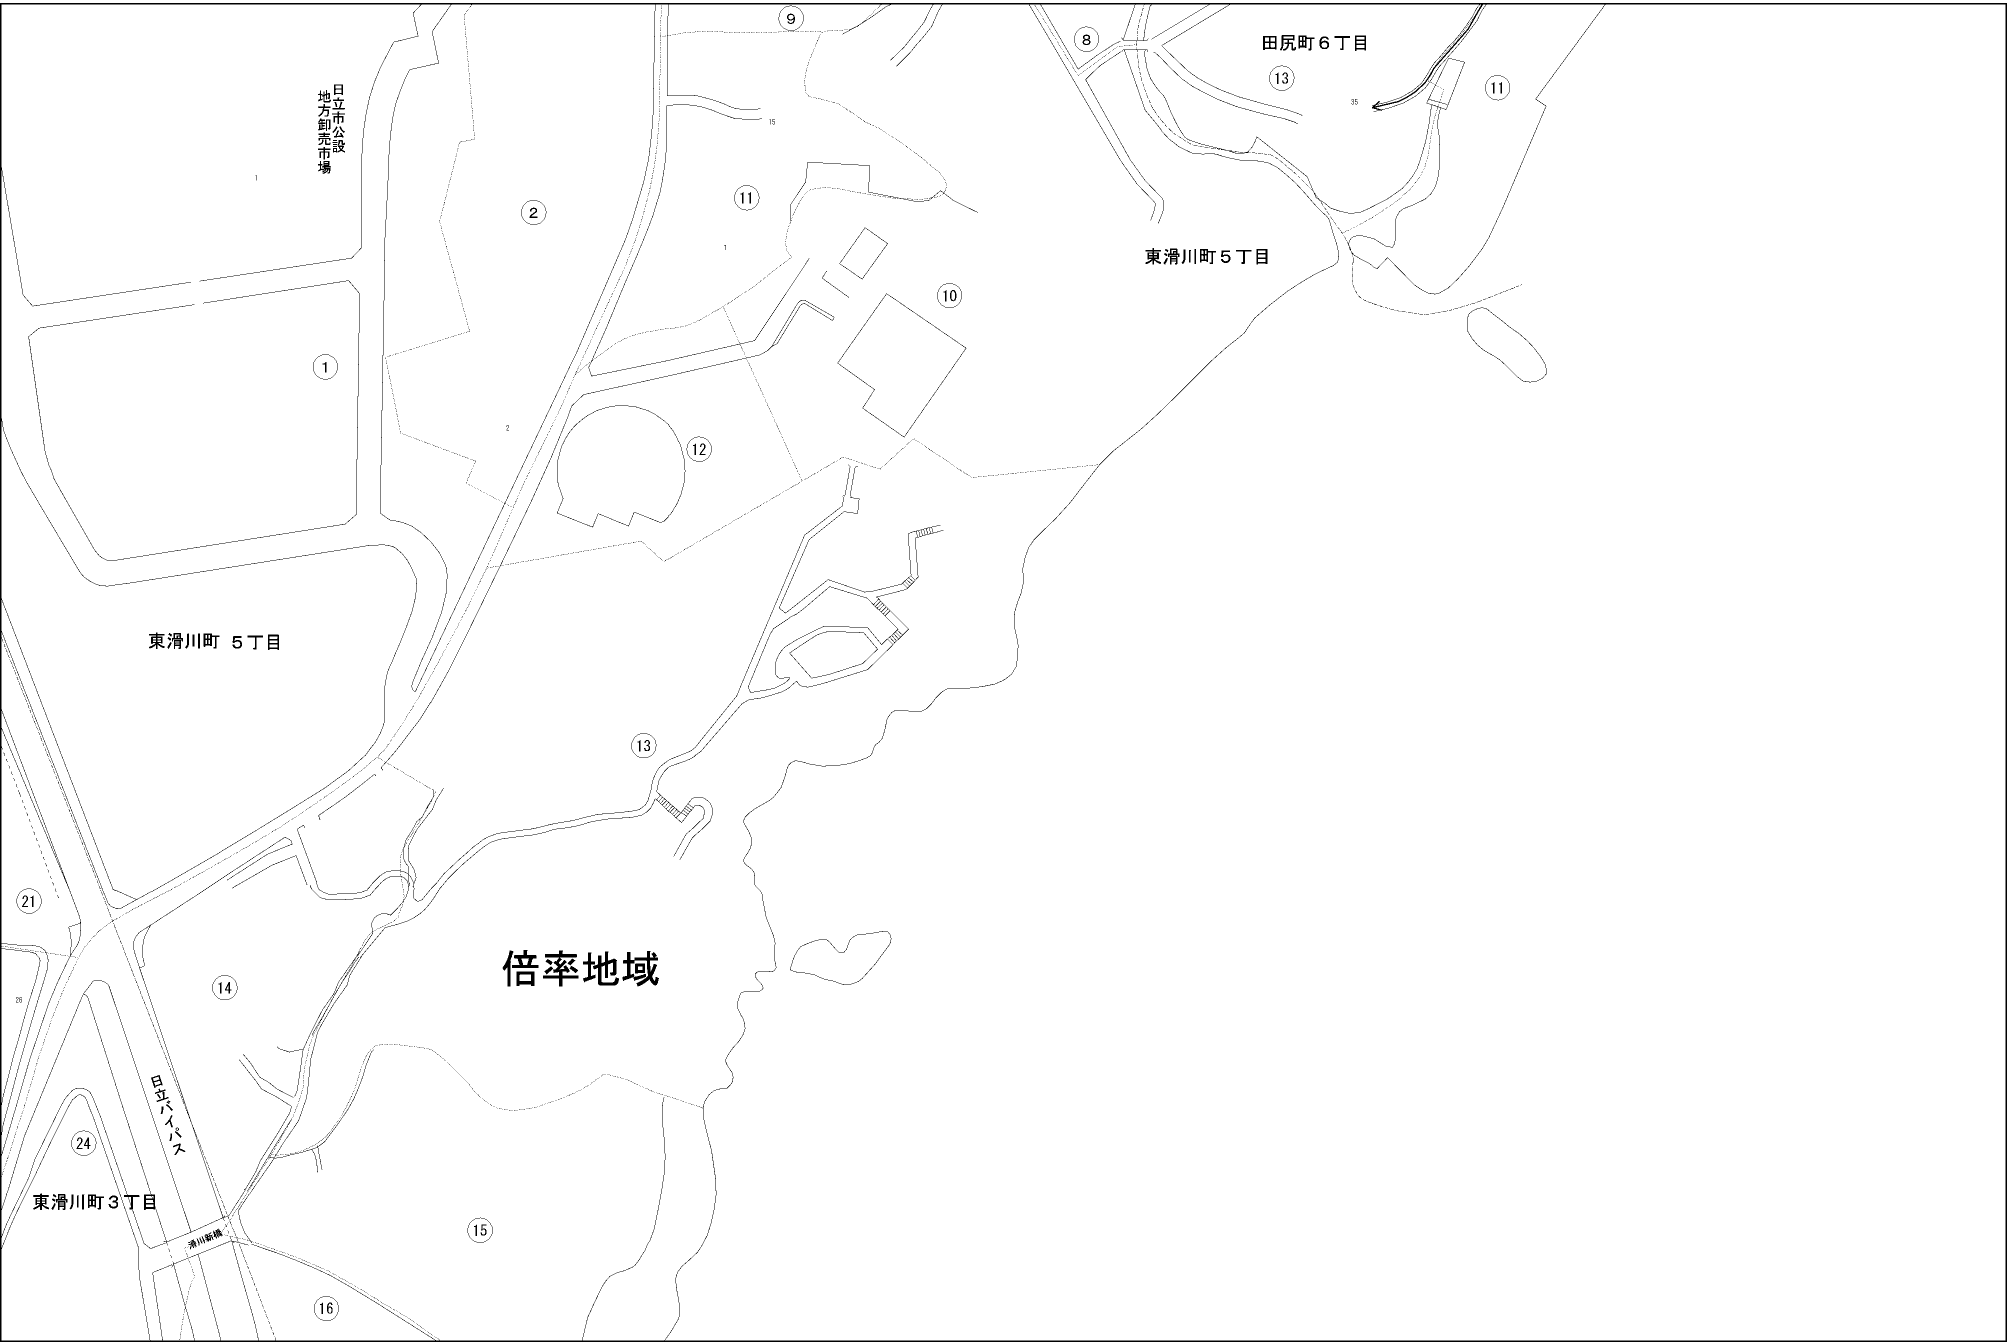 ⑨
⑧
田尻町６丁目
⑬
⑪
35
日立市公設
地方卸売市場
15
1
②
⑪
1
東滑川町５丁目
⑩
①
2
⑫
東滑川町 ５丁目
⑬
㉑
倍率地域
⑭
26
日立バイパス
㉔
東滑川町３丁目
滑川新橋
⑮
⑯